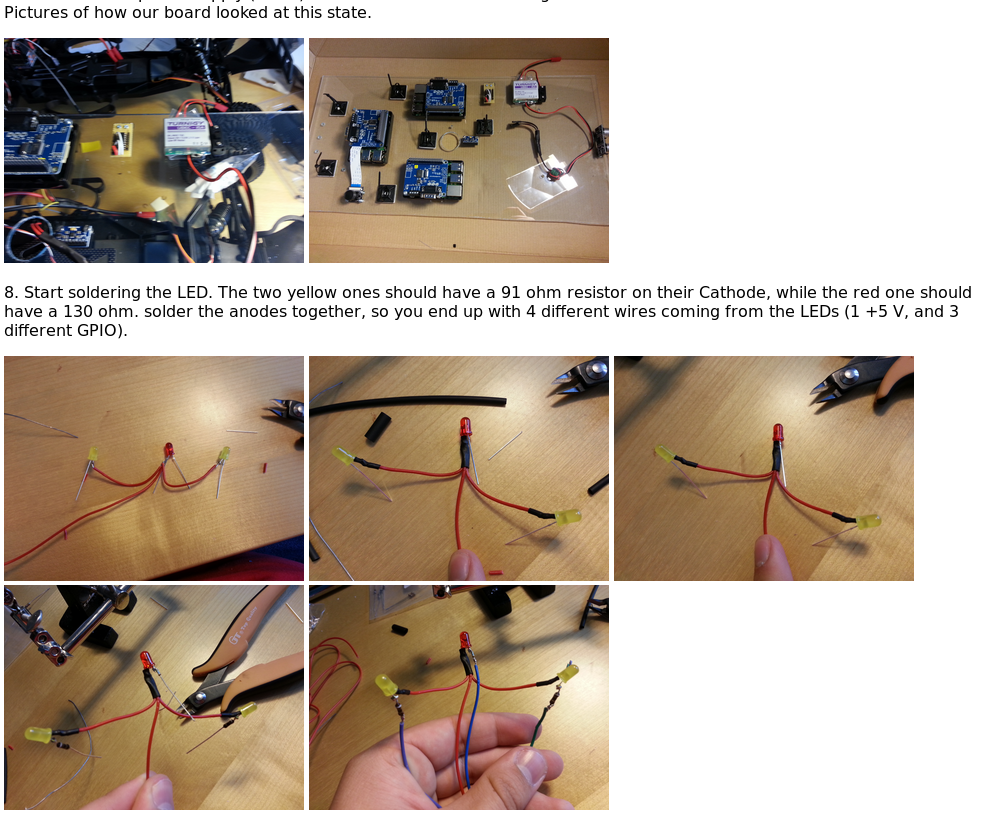 Pictures of how our board looked at this state.
TURNIGY
8. Start soldering the LED. The two yellow ones should have a 91 ohm resistor on their Cathode, while the red one should
have a 130 ohm. solder the anodes together, so you end up with 4 different wires coming from the LEDs (1 +5 V, and 3
different GPIO).